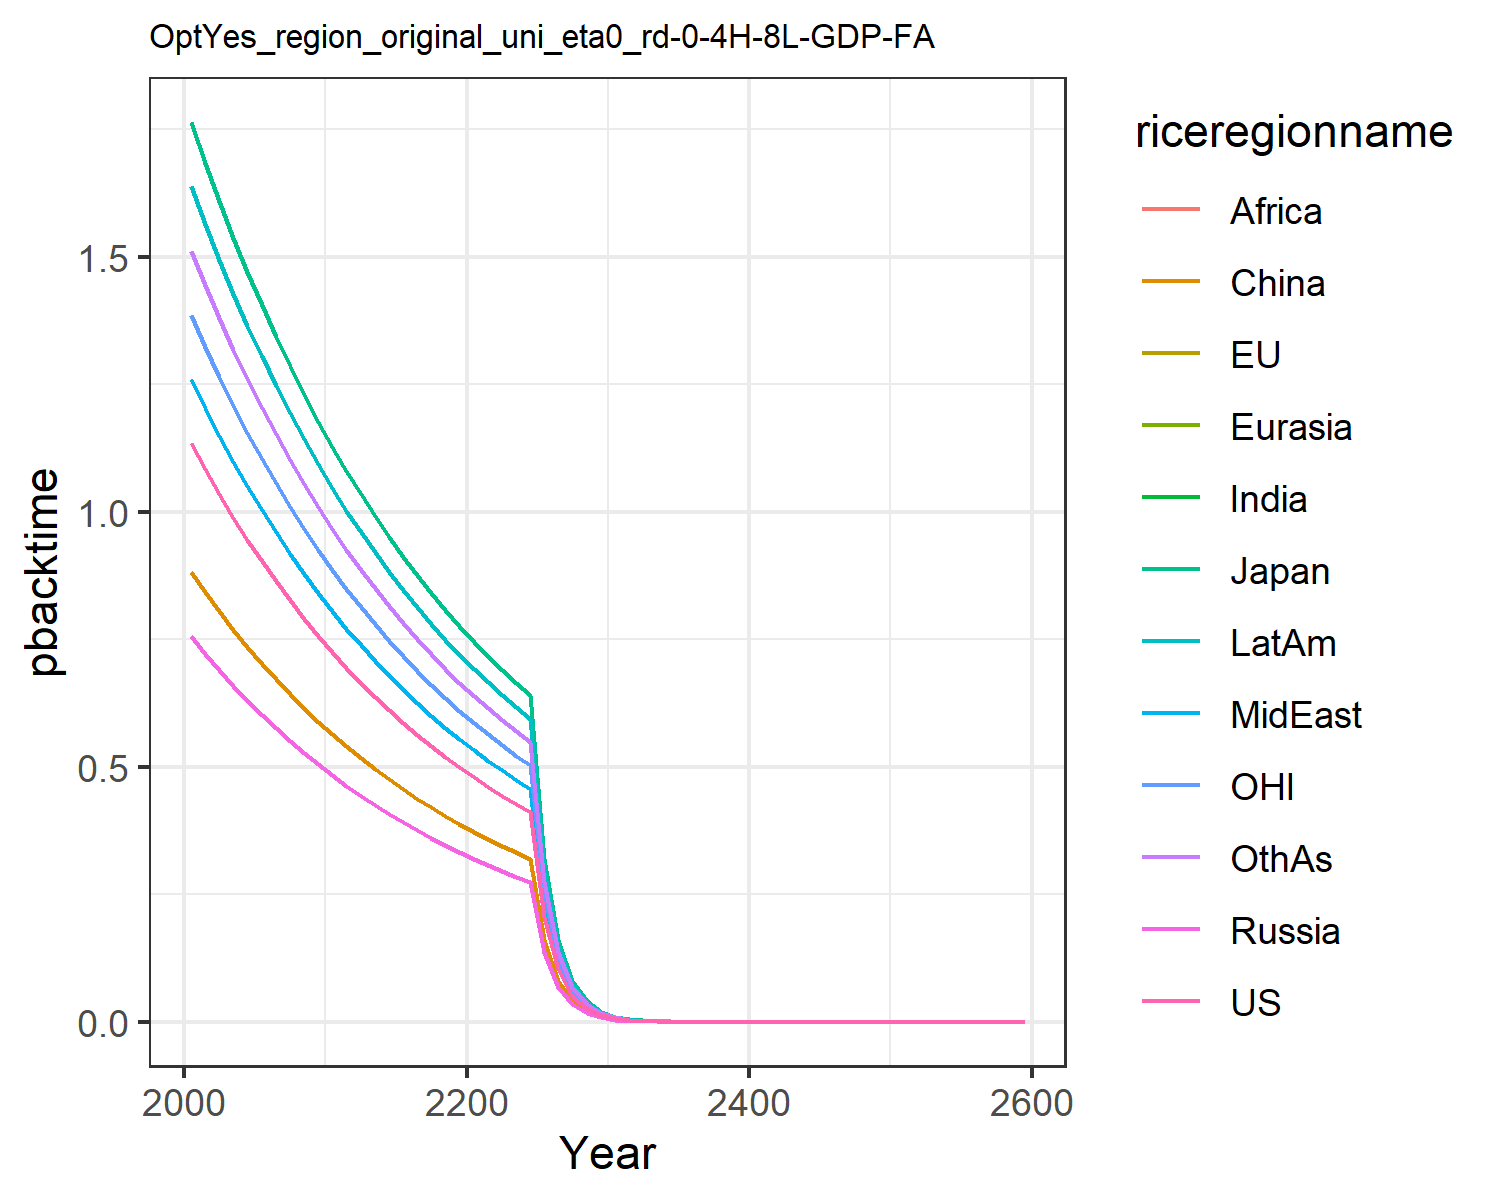 OptYes_region_original_uni_eta0_rd-0-4H-8L-GDP-FA
pbacktime
1.5
1.0
0.5
0.0
2000 2200 2400 2600
Year
riceregionname
Africa
China
EU
Eurasia
India
Japan
LatAm
MidEast
OHI
OthAs
Russia
US